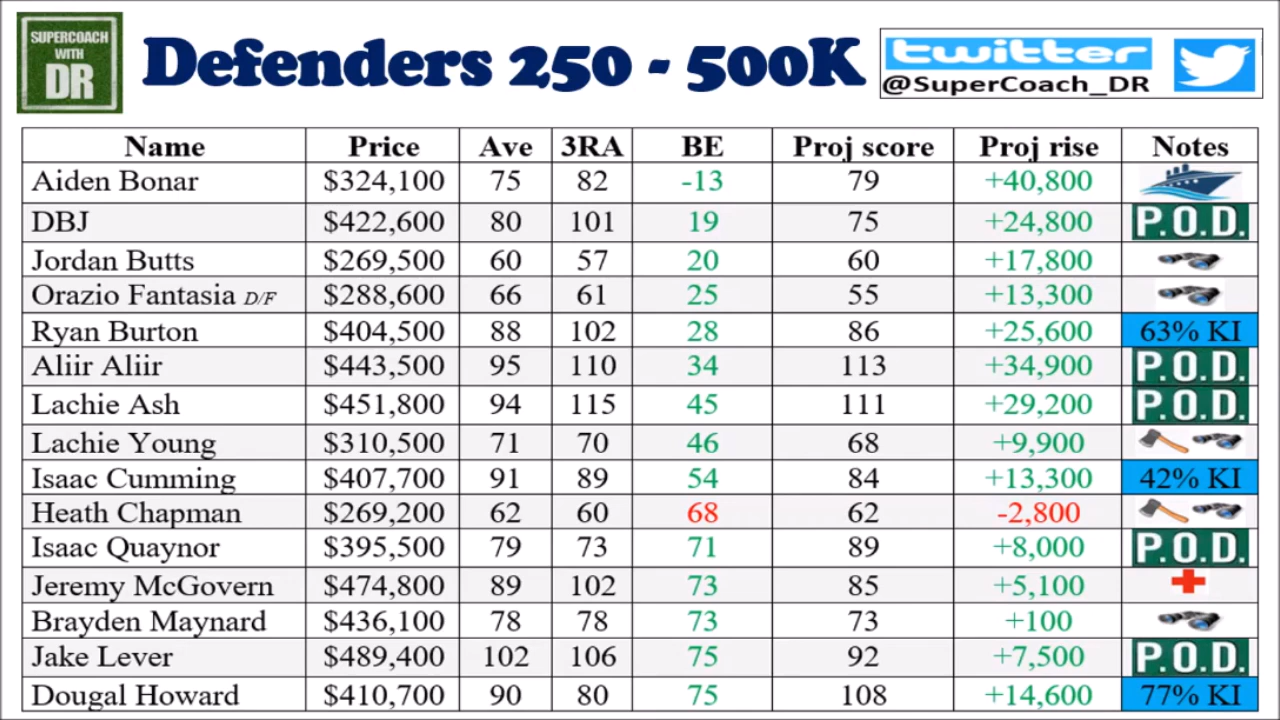 SUPERCOACH
WITH
DR
Defenders 250 - 500K
twitter
@SuperCoach_DR
Name Price Ave 3RA BE Proj score Proj rise Notes
Aiden Bonar $324,100 75 82 -13 79 +40,800
DBJ $422,600 80 101 19 75 +24,800 P.O.D.
Jordan Butts $269,500 60 57 20 60 +17,800
Orazio Fantasia D/F $288,600 66 61 25 55 +13,300
Ryan Burton $404,500 88 102 28 86 +25,600 63% KI
Aliir Aliir $443,500 95 110 34 113 +34,900 P.O.D.
Lachie Ash $451,800 94 115 45 111 +29,200 P.O.D.
Lachie Young $310,500 71 70 46 68 +9,900
Isaac Cumming $407,700 91 89 54 84 +13,300 42% KI
Heath Chapman $269,200 62 60 68 62 -2,800
Isaac Quaynor $395,500 79 73 71 89 +8,000 P.O.D.
Jeremy McGovern $474,800 89 102 73 85 +5,100
Brayden Maynard $436,100 78 78 73 73 +100
Jake Lever $489,400 102 106 75 92 +7,500 P.O.D.
Dougal Howard $410,700 90 80 75 108 +14,600 77% KI